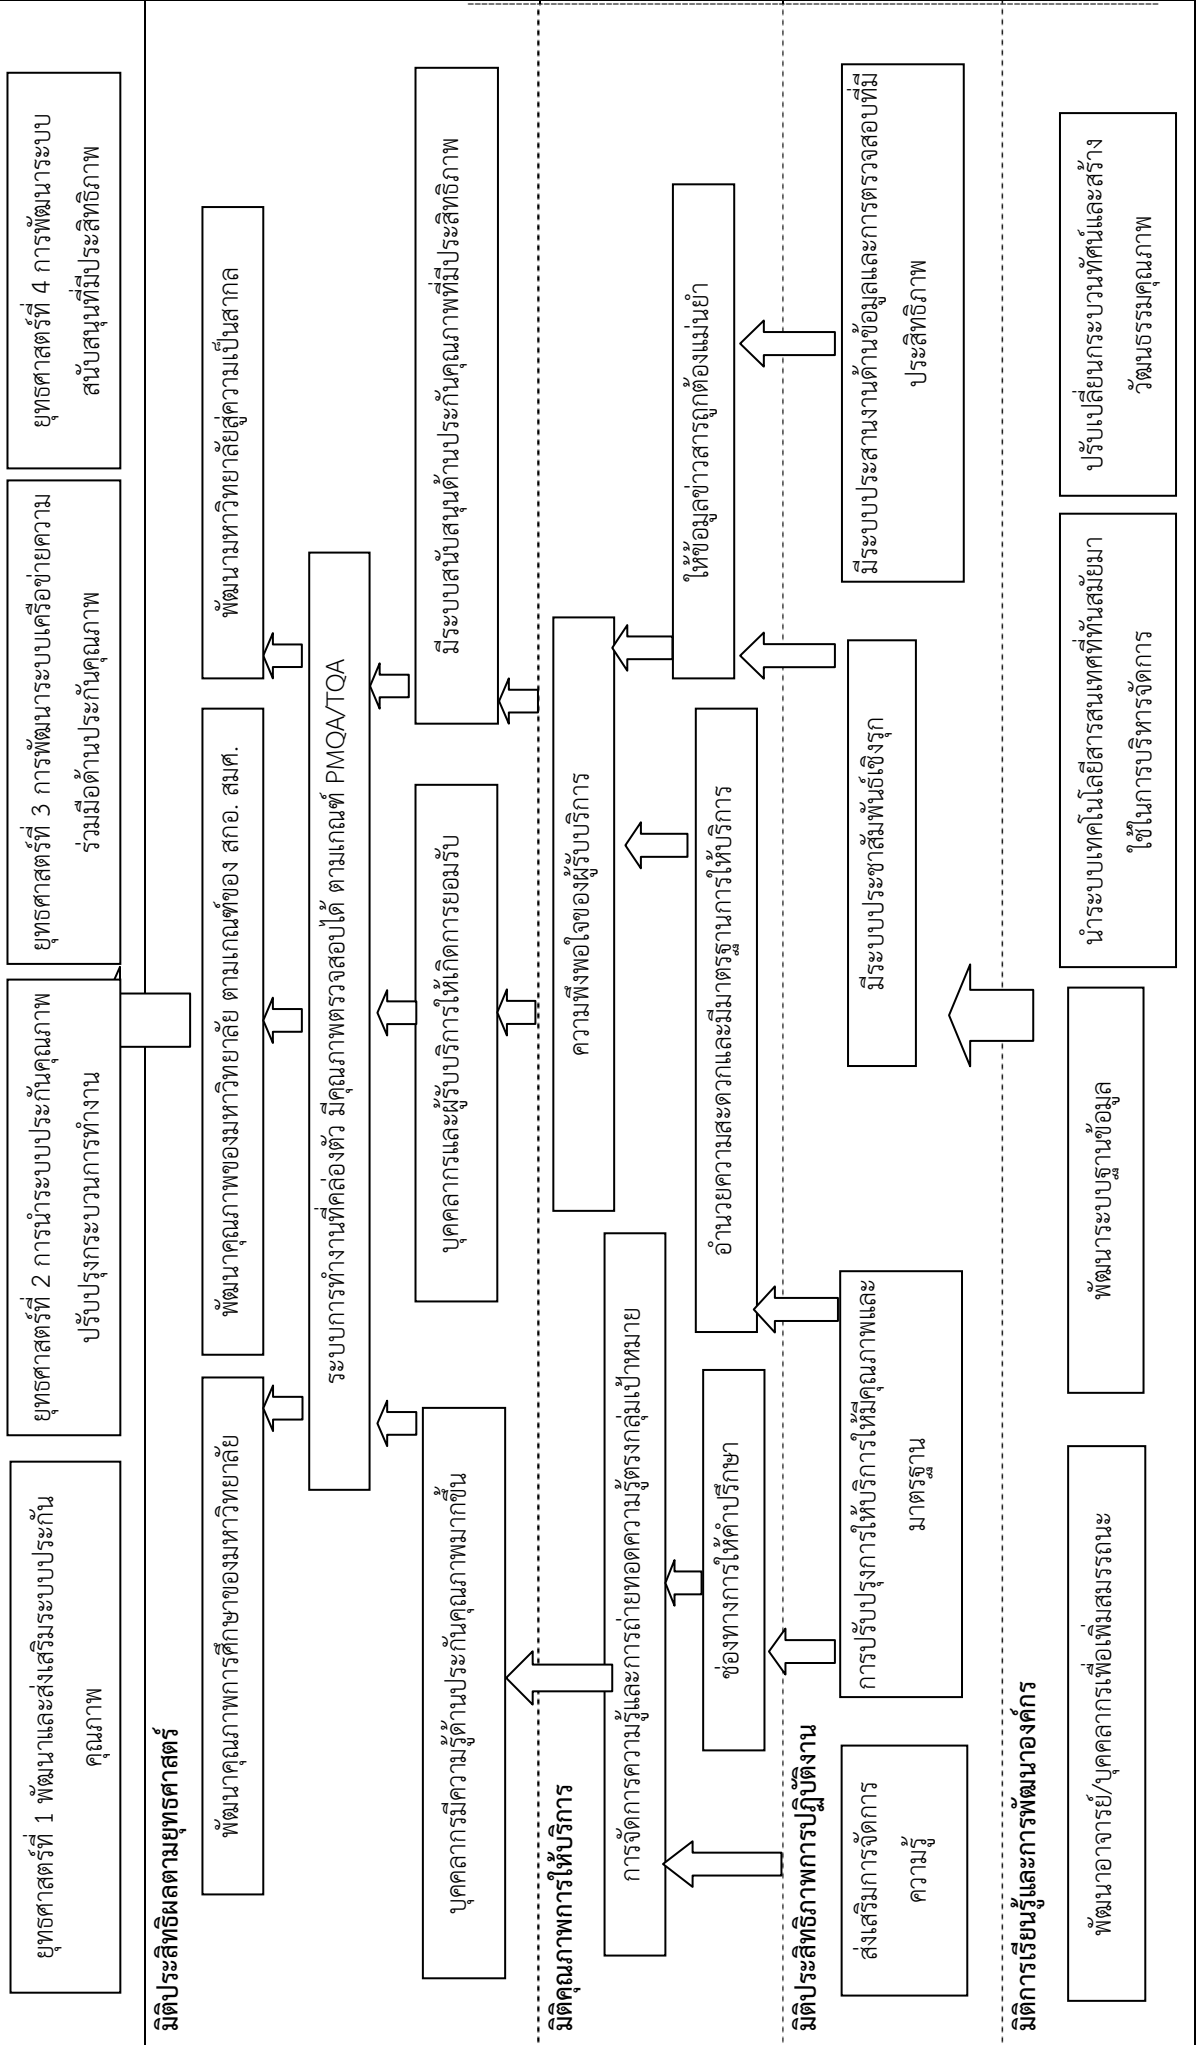 ยุทธศาสตร์ที่ 1 พัฒนาและส่งเสริมระบบประกัน
คุณภาพ
ยุทธศาสตร์ที่ 2 การนำระบบประกันคุณภาพ
ปรับปรุงกระบวนการทำงาน
ยุทธศาสตร์ที่ 3 การพัฒนาระบบเครือข่ายความ
ร่วมมือด้านประกันคุณภาพ
ยุทธศาสตร์ที่ 4 การพัฒนาระบบ
สนับสนุนที่มีประสิทธิภาพ
มิติประสิทธิผลตามยุทธศาสตร์
พัฒนาคุณภาพการศึกษาของมหาวิทยาลัย
พัฒนาคุณภาพของมหาวิทยาลัย ตามเกณฑ์ของ สกอ. สมศ.
พัฒนามหาวิทยาลัยสู่ความเป็นสากล
ระบบการทำงานที่คล่องตัว มีคุณภาพตรวจสอบได้ ตามเกณฑ์ PMQA/TQA
บุคคลากรมีความรู้ด้านประกันคุณภาพมากขึ้น
บุคคลากรและผู้รับบริการให้เกิดการยอมรับ
มีระบบสนับสนุนด้านประกันคุณภาพที่มีประสิทธิภาพ
มิติคุณภาพการให้บริการ
ความพึงพอใจของผู้รับบริการ
การจัดการความรู้และการถ่ายทอดความรู้ตรงกลุ่มเป้าหมาย
ให้ข้อมูลข่าวสารถูกต้องแม่นยำ
อำนวยความสะดวกและมีมาตรฐานการให้บริการ
ช่องทางการให้คำปรึกษา
มิติประสิทธิภาพการปฏิบัติงาน
ส่งเสริมการจัดการ
ความรู้
การปรับปรุงการให้บริการให้มีคุณภาพและ
มาตรฐาน
มีระบบประชาสัมพันธ์เชิงรุก
มีระบบประสานงานด้านข้อมูลและการตรวจสอบที่มี
ประสิทธิภาพ
มิติการเรียนรู้และการพัฒนาองค์กร
พัฒนาอาจารย์/บุคคลากรเพื่อเพิ่มสมรรถนะ
พัฒนาระบบฐานข้อมูล
นำระบบเทคโนโลยีสารสนเทศที่ทันสมัยมา
ใช้ในการบริหารจัดการ
ปรับเปลี่ยนกระบวนทัศน์และสร้าง
วัฒนธรรมคุณภาพ